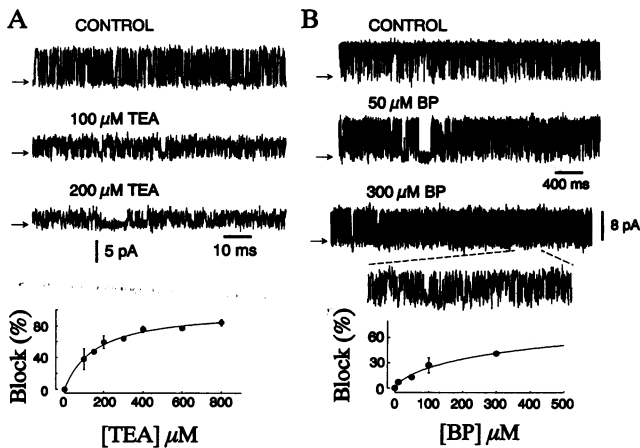 A
CONTROL
100 µM TEA
200 µM TEA
5 pA
10 ms
Block (%)
80
40
0
0 200 400 600 800
[TEA] µM
B
CONTROL
50 µM BP
400 ms
300 µM BP
8 pA
Block (%)
60
30
0
0 100 200 300 400 500
[BP] µM